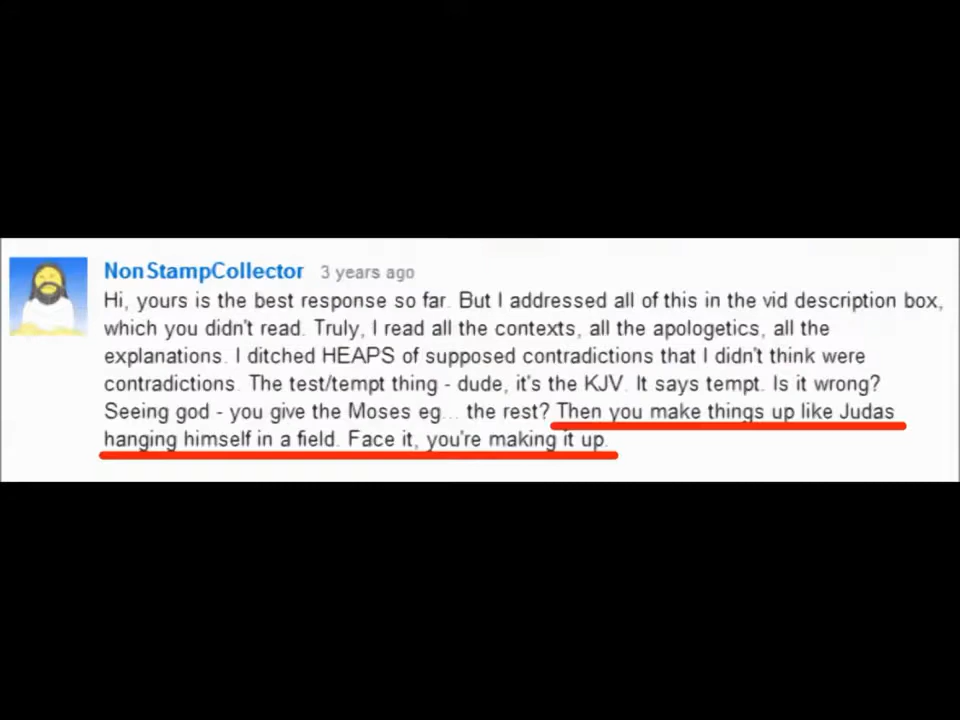 NonStampCollector 3 years ago
Hi, yours is the best response so far. But I addressed all of this in the vid description box,
which you didn't read. Truly, I read all the contexts, all the apologetics, all the
explanations. I ditched HEAPS of supposed contradictions that I didn't think were
contradictions. The test/tempt thing - dude, it's the KJV. It says tempt. Is it wrong?
Seeing god - you give the Moses eg... the rest? Then you make things up like Judas
hanging himself in a field. Face it, you're making it up.